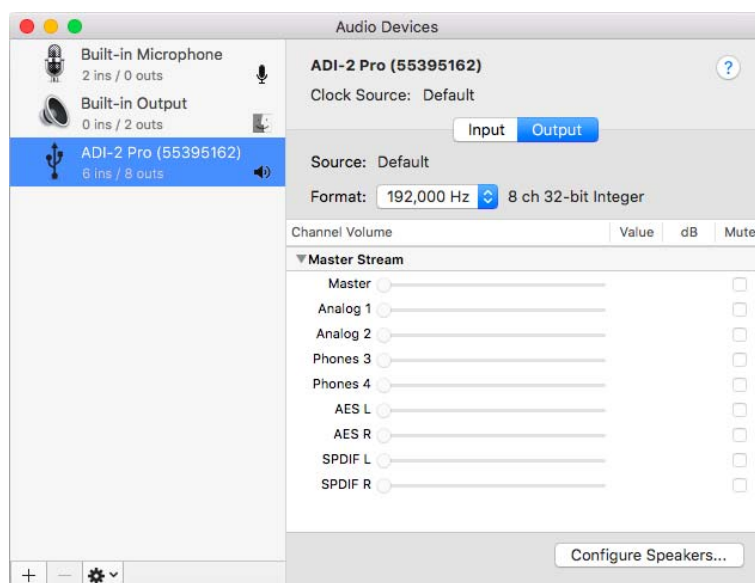 Audio Devices
Built-in Microphone
2 ins / 0 outs
Built-in Output
0 ins / 2 outs
ADI-2 Pro (55395162)
6 ins / 8 outs
ADI-2 Pro (55395162)
?
Clock Source: Default
Input Output
Source: Default
Format: 192,000 Hz 8 ch 32-bit Integer
Channel Volume Value dB Mute
Master Stream
Master
Analog 1
Analog 2
Phones 3
Phones 4
AES L
AES R
SPDIF L
SPDIF R
Configure Speakers...